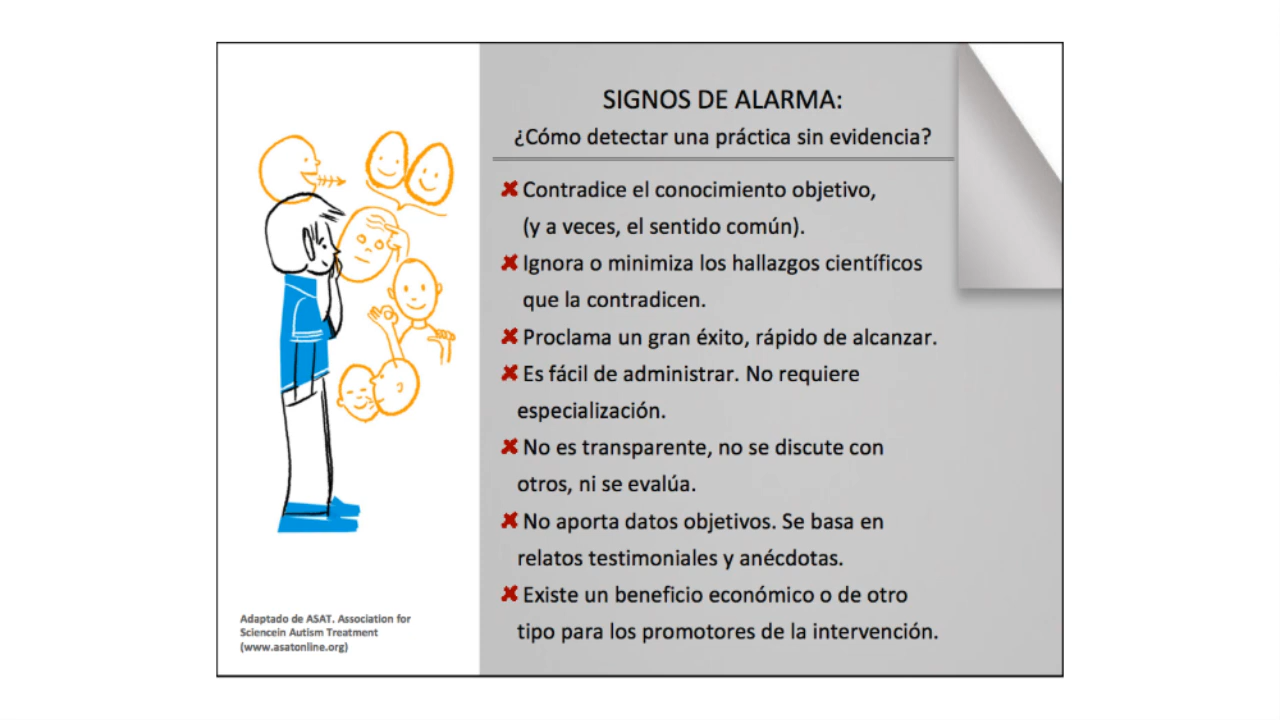 SIGNOS DE ALARMA:
¿Cómo detectar una práctica sin evidencia?
✘ Contradice el conocimiento objetivo,
(y a veces, el sentido común).
✘ Ignora o minimiza los hallazgos científicos
que la contradicen.
✘ Proclama un gran éxito, rápido de alcanzar.
✘ Es fácil de administrar. No requiere
especialización.
✘ No es transparente, no se discute con
otros, ni se evalúa.
✘ No aporta datos objetivos. Se basa en
relatos testimoniales y anécdotas.
✘ Existe un beneficio económico o de otro
tipo para los promotores de la intervención.
Adaptado de ASAT. Association for
Sciencein Autism Treatment
(www.asatonline.org)